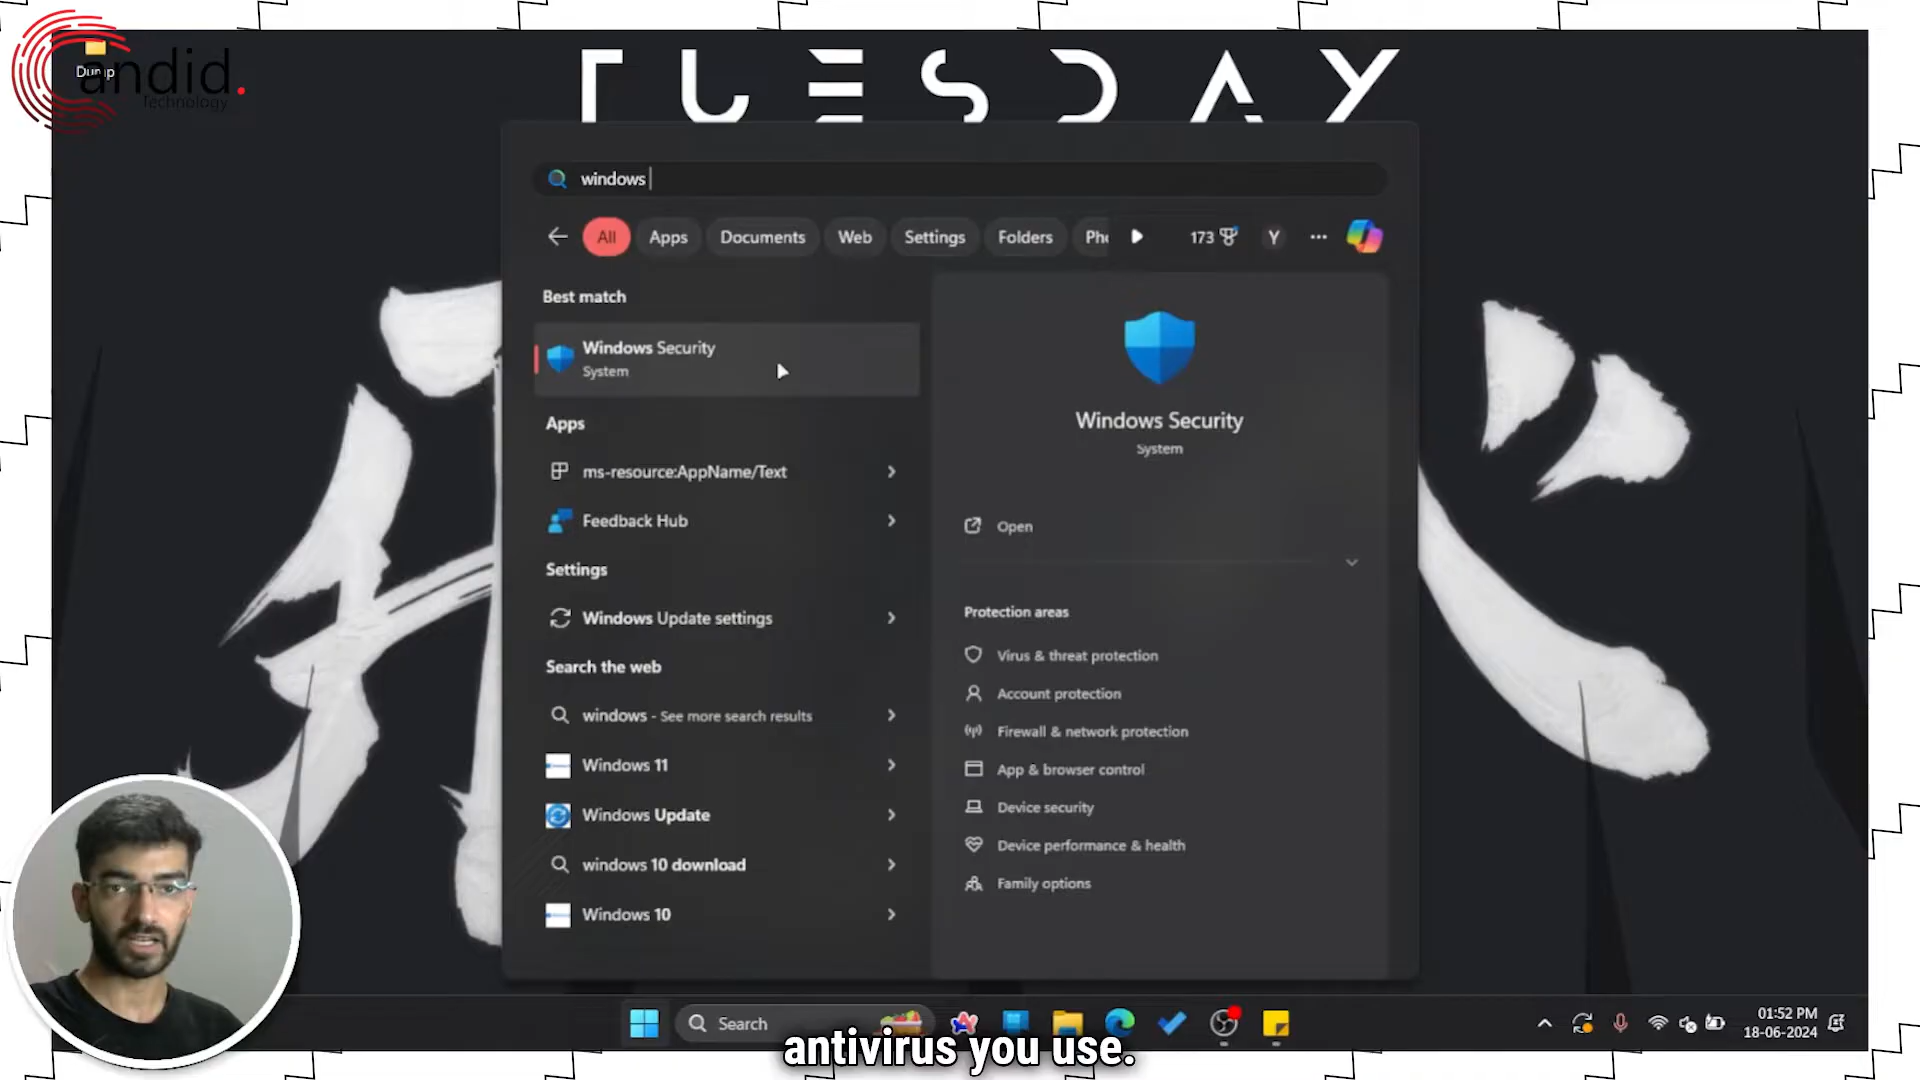 Dump
andid.
Technology
TUESDAY
windows
All
Apps
Documents
Web
Settings
Folders
Pho
173
Y
Best match
Windows Security
System
Apps
ms-resource:AppName/Text
Feedback Hub
Settings
Windows Update settings
Search the web
windows - See more search results
Windows 11
Windows Update
windows 10 download
Windows 10
Windows Security
System
Open
Protection areas
Virus & threat protection
Account protection
Firewall & network protection
App & browser control
Device security
Device performance & health
Family options
Search
01:52 PM
18-06-2024
antivirus you use.